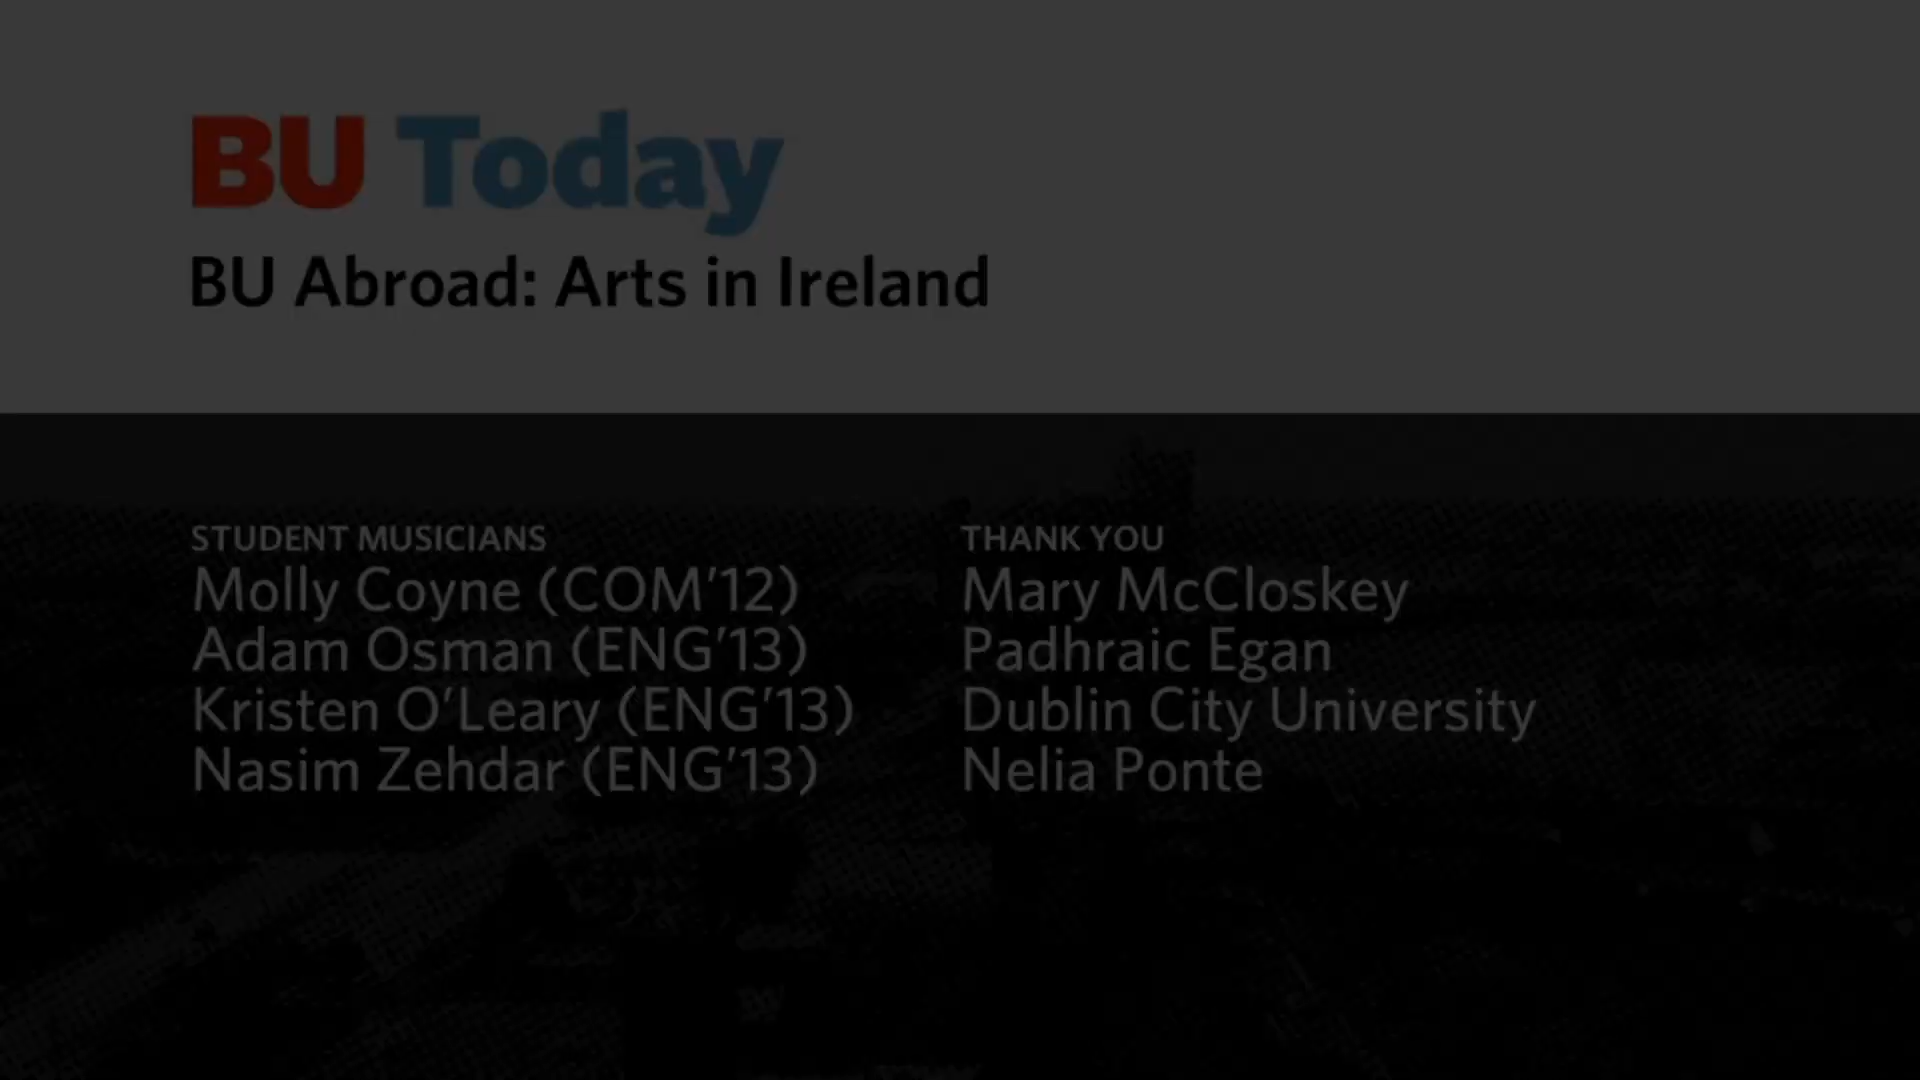 BU Today
BU Abroad: Arts in Ireland
STUDENT MUSICIANS
Molly Coyne (COM'12)
Adam Osman (ENG'13)
Kristen O'Leary (ENG'13)
Nasim Zehdar (ENG'13)
THANK YOU
Mary McCloskey
Padhraic Egan
Dublin City University
Nelia Ponte